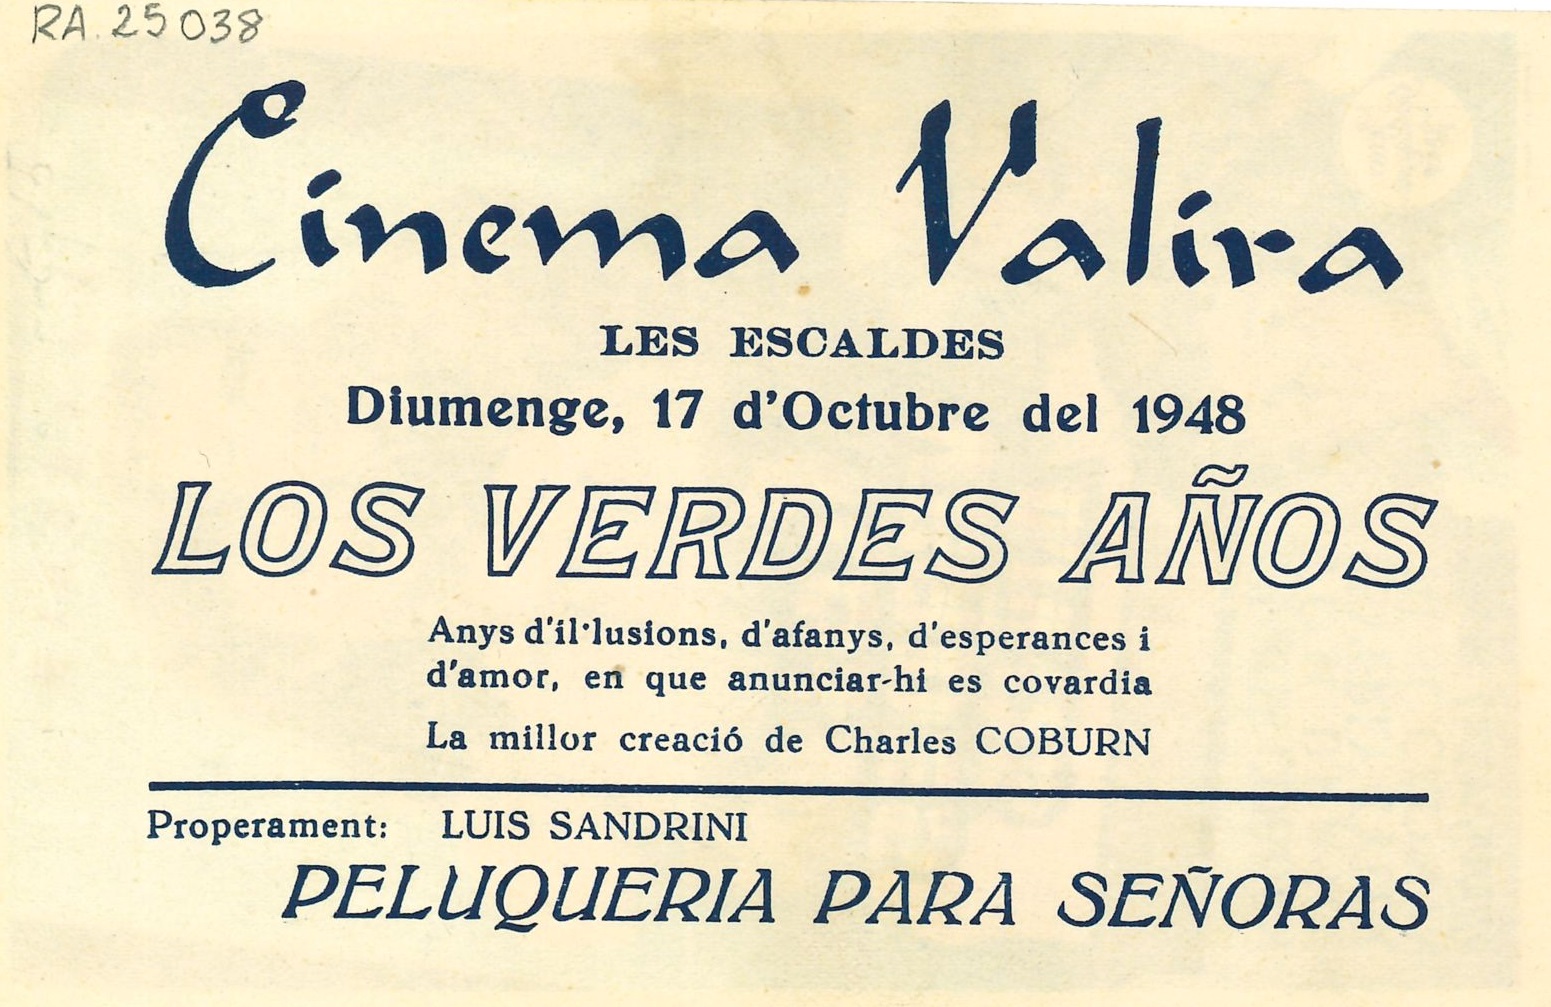 RA. 25038
Cinema Valira
LES ESCALDES
Diumenge, 17 d'Octubre del 1948
LOS VERDES AÑOS
Anys d'il·lusions, d'afanys, d'esperances i
d'amor, en que anunciar-hi es covardia
La millor creació de Charles COBURN
Properament: LUIS SANDRINI
PELUQUERIA PARA SEÑORAS